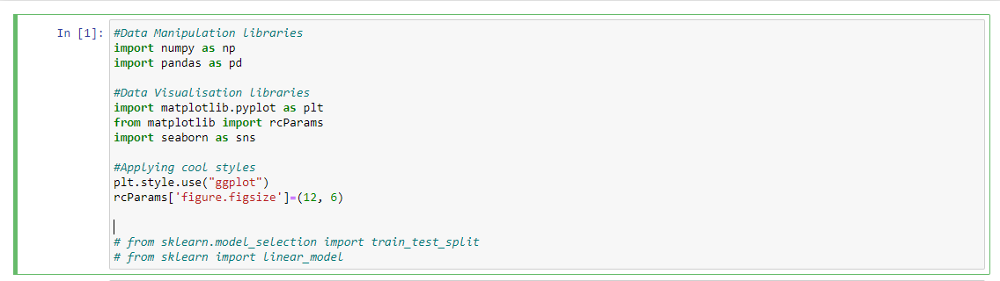 In [1]: #Data Manipulation libraries
import numpy as np
import pandas as pd
#Data Visualisation libraries
import matplotlib.pyplot as plt
from matplotlib import rcParams
import seaborn as sns
#Applying cool styles
plt.style.use("ggplot")
rcParams['figure.figsize']=(12, 6)
# from sklearn.model_selection import train_test_split
# from sklearn import linear_model